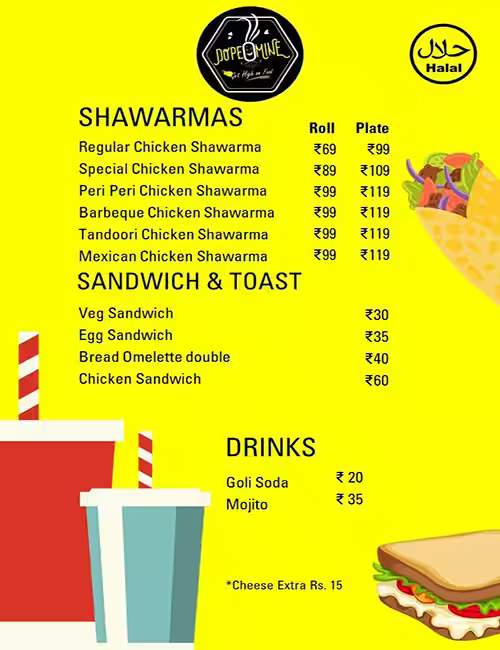 DOPE MINE
Get High on Food
حلال
Halal
SHAWARMAS
Roll Plate
Regular Chicken Shawarma ₹69 ₹99
Special Chicken Shawarma ₹89 ₹109
Peri Peri Chicken Shawarma ₹99 ₹119
Barbeque Chicken Shawarma ₹99 ₹119
Tandoori Chicken Shawarma ₹99 ₹119
Mexican Chicken Shawarma ₹99 ₹119
SANDWICH & TOAST
Veg Sandwich ₹30
Egg Sandwich ₹35
Bread Omelette double ₹40
Chicken Sandwich ₹60
DRINKS
Goli Soda ₹ 20
Mojito ₹ 35
*Cheese Extra Rs. 15